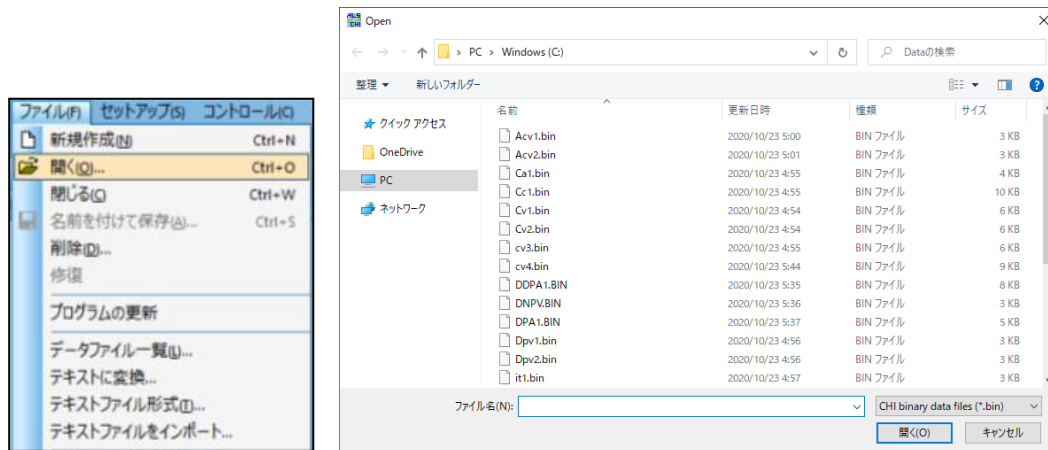 ファイル(F) セットアップ(S) コントロール(C)
新規作成(N) Ctrl+N
開く(O)... Ctrl+O
閉じる(C) Ctrl+W
名前を付けて保存(A)... Ctrl+S
削除(D)...
修復
プログラムの更新
データファイル一覧(L)...
テキストに変換...
テキストファイル形式(T)...
テキストファイルをインポート...
Open
PC › Windows (C:) Dataの検索
整理 新しいフォルダー
名前 更新日時 種類 サイズ
クイック アクセス
OneDrive
PC
ネットワーク
Acv1.bin 2020/10/23 5:00 BIN ファイル 3 KB
Acv2.bin 2020/10/23 5:01 BIN ファイル 3 KB
Ca1.bin 2020/10/23 4:55 BIN ファイル 4 KB
Cc1.bin 2020/10/23 4:55 BIN ファイル 10 KB
Cv1.bin 2020/10/23 4:54 BIN ファイル 6 KB
Cv2.bin 2020/10/23 4:54 BIN ファイル 6 KB
cv3.bin 2020/10/23 4:55 BIN ファイル 6 KB
cv4.bin 2020/10/23 5:44 BIN ファイル 9 KB
DDPA1.BIN 2020/10/23 5:35 BIN ファイル 8 KB
DNPV.BIN 2020/10/23 5:36 BIN ファイル 3 KB
DPA1.BIN 2020/10/23 5:37 BIN ファイル 5 KB
Dpv1.bin 2020/10/23 4:56 BIN ファイル 3 KB
Dpv2.bin 2020/10/23 4:56 BIN ファイル 3 KB
it1.bin 2020/10/23 4:57 BIN ファイル 3 KB
ファイル名(N): CHI binary data files (*.bin)
開く(O) キャンセル